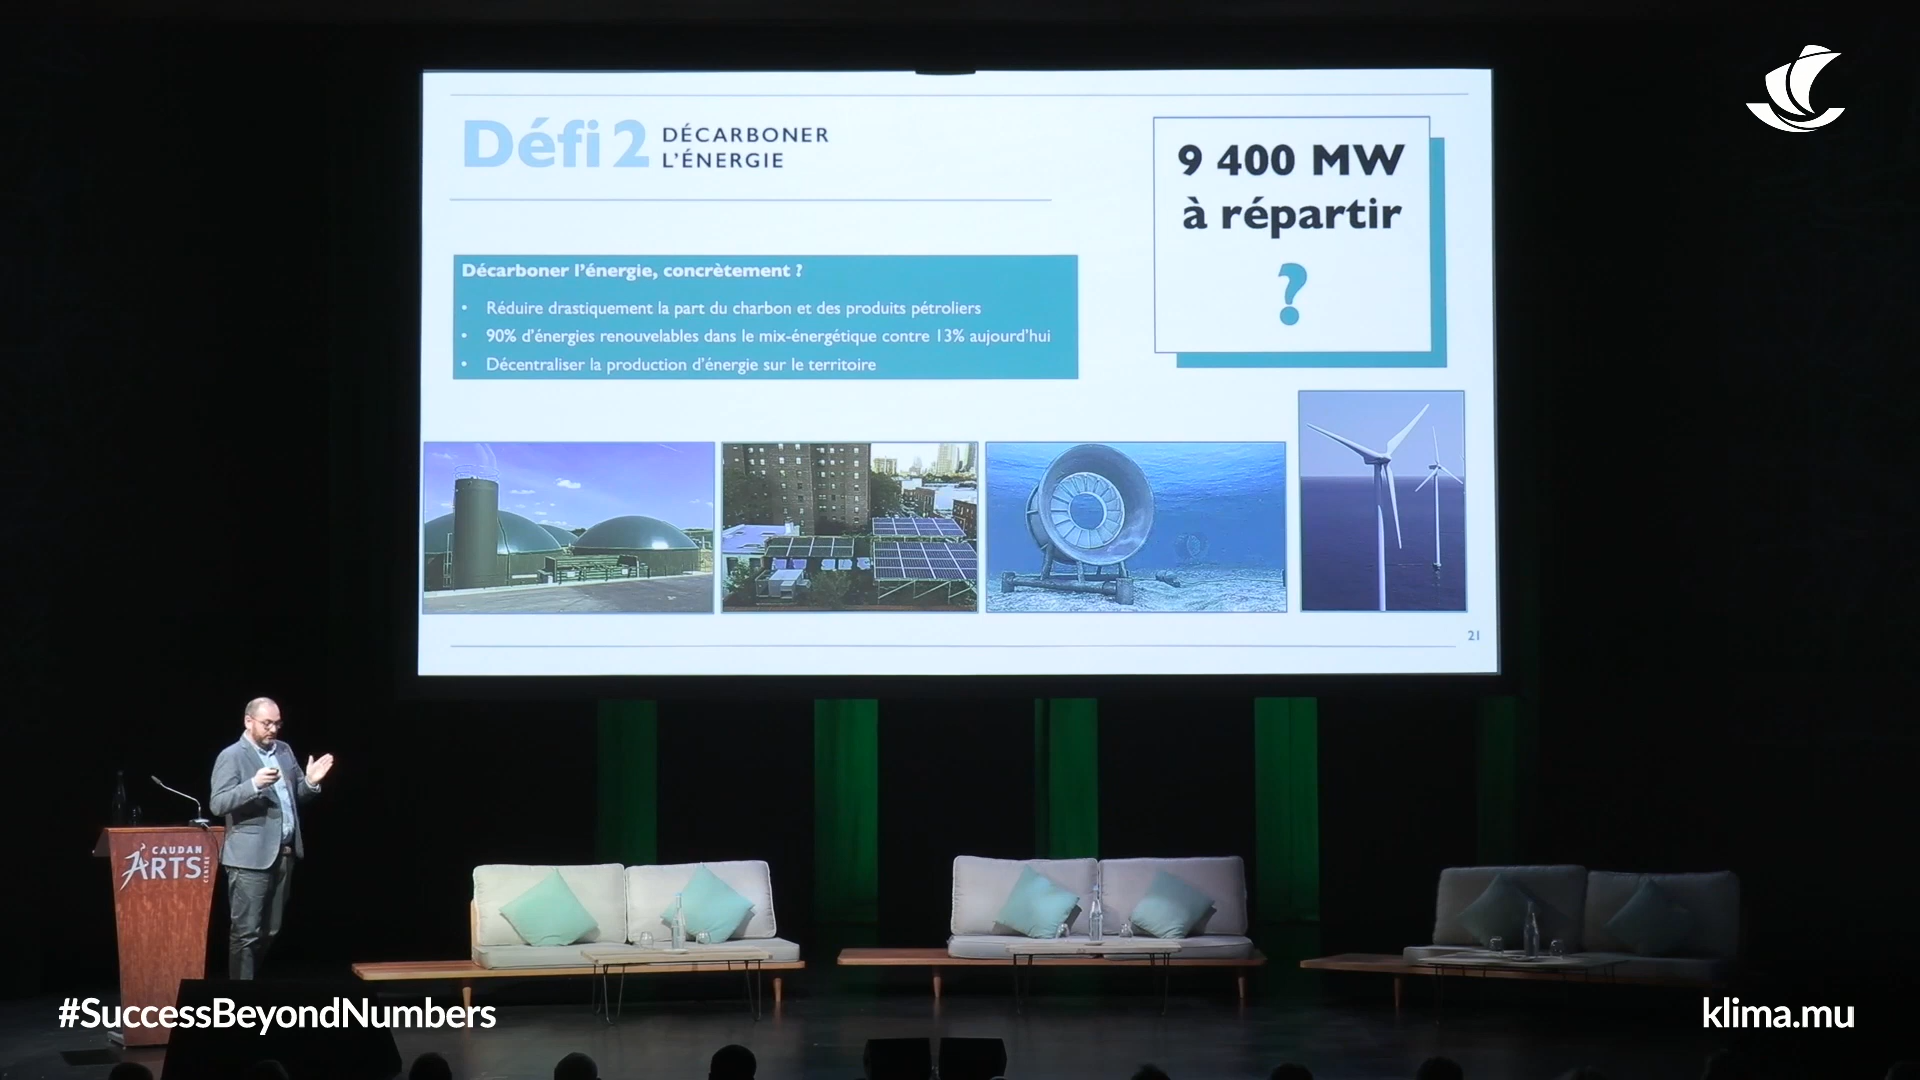 Défi 2
DÉCARBONER
L'ÉNERGIE
9 400 MW
à répartir
?
Décarboner l'énergie, concrètement ?
• Réduire drastiquement la part du charbon et des produits pétroliers
• 90% d'énergies renouvelables dans le mix-énergétique contre 13% aujourd'hui
• Décentraliser la production d'énergie sur le territoire
21
CAUDAN
ARTS
CENTRE
#SuccessBeyondNumbers
klima.mu